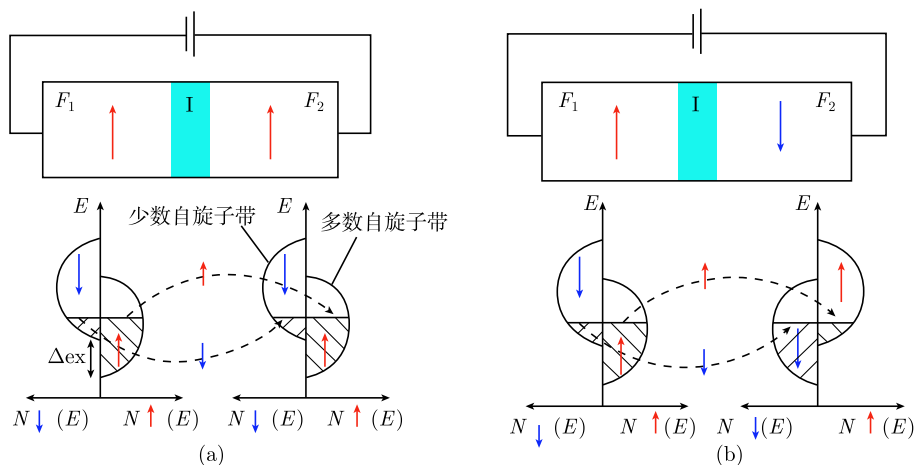 F₁ I F₂
F₁ I F₂
E 少数自旋子带 E 多数自旋子带
E E
Δex
N (E) N (E) N (E) N (E)
N (E) N (E) N (E) N (E)
(a) (b)